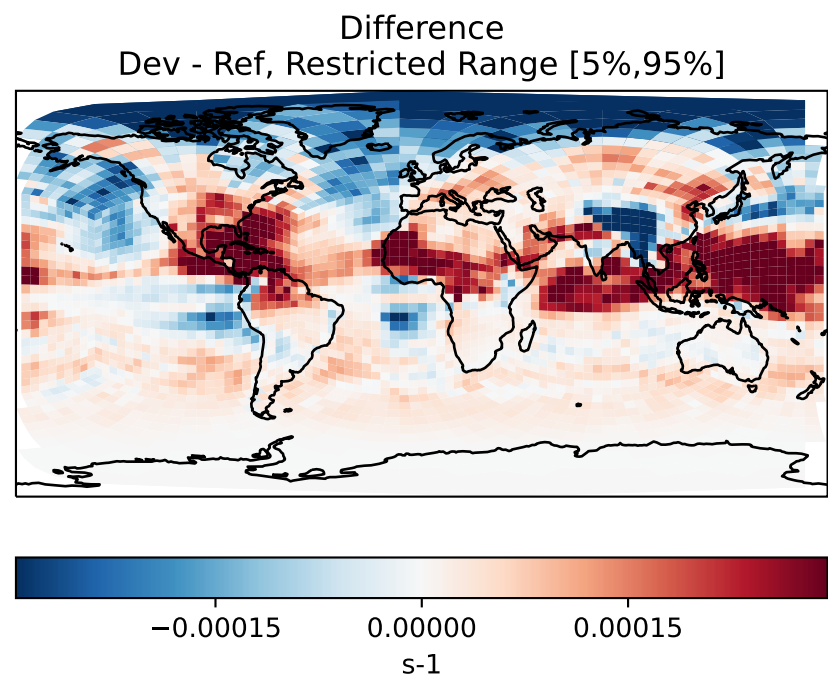 Difference
Dev - Ref, Restricted Range [5%,95%]
−0.00015 0.00000 0.00015
s-1